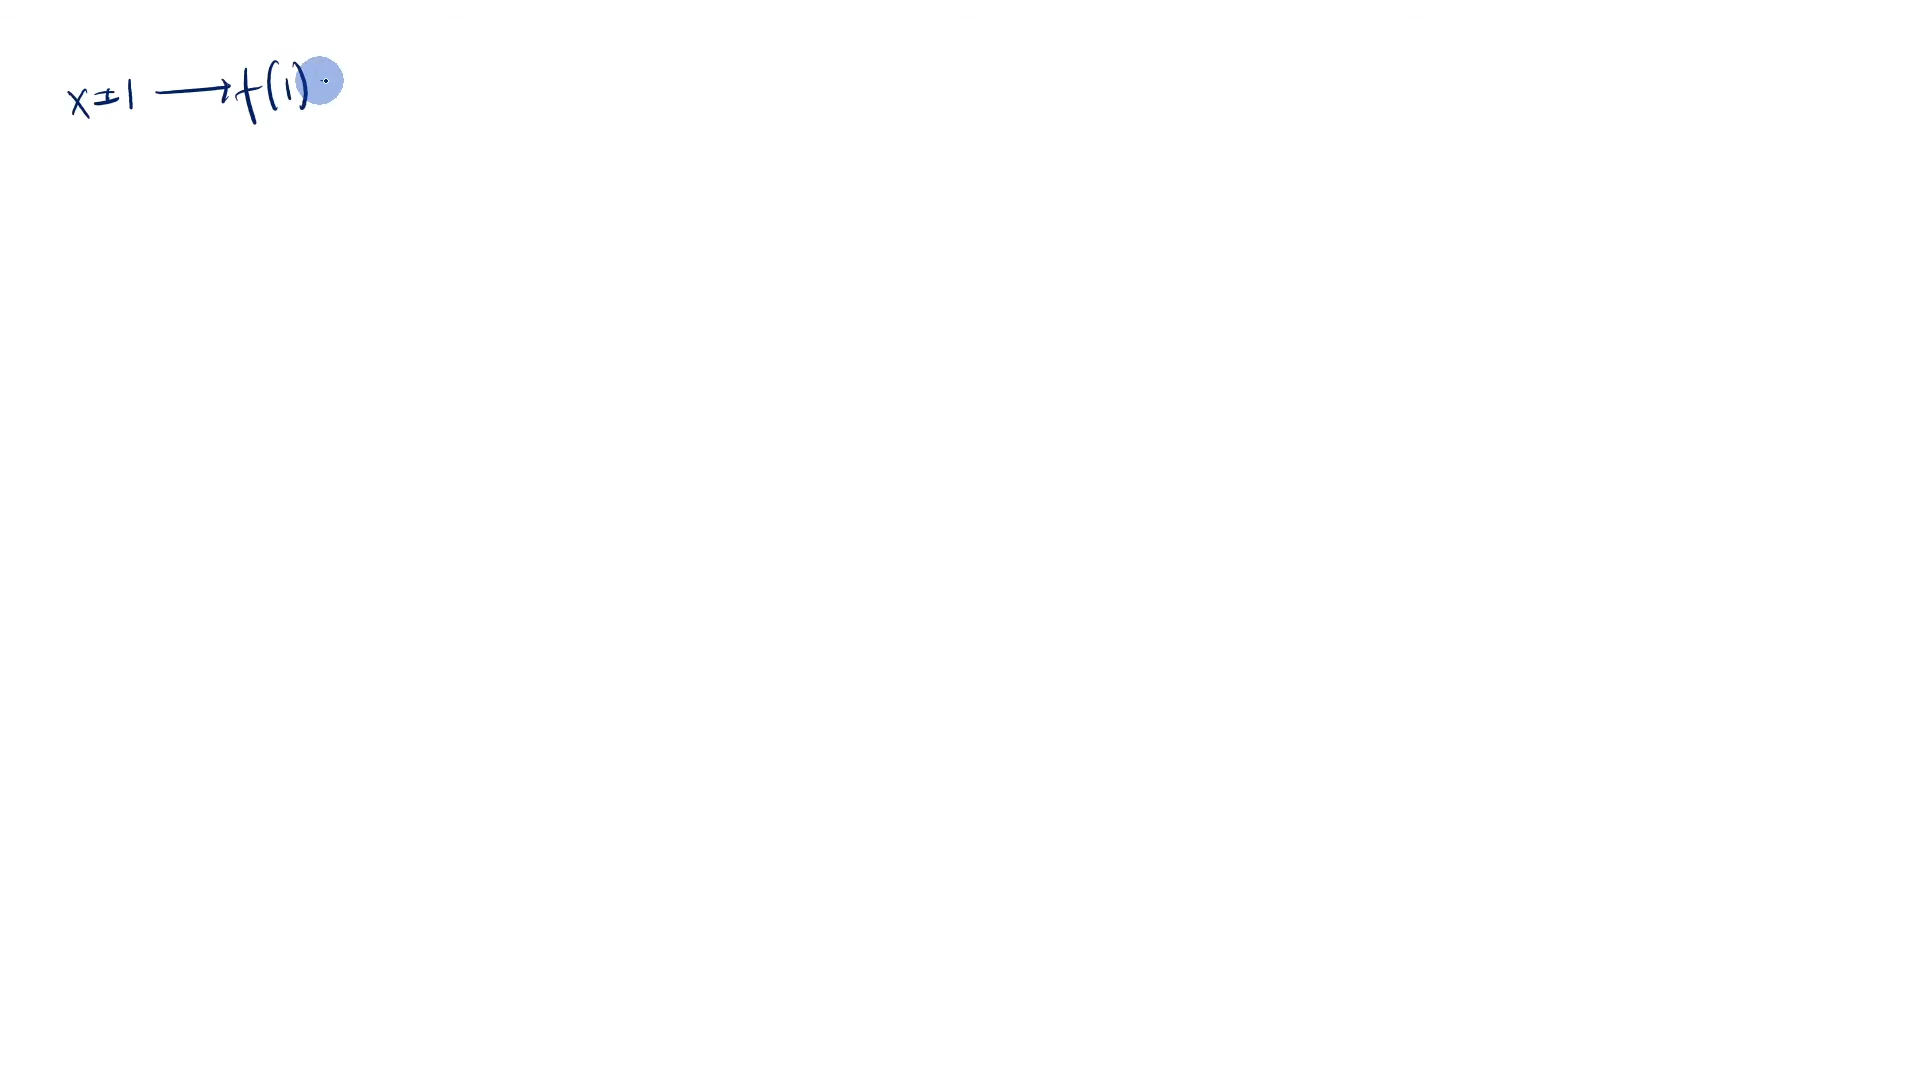 x=1 → f(1)